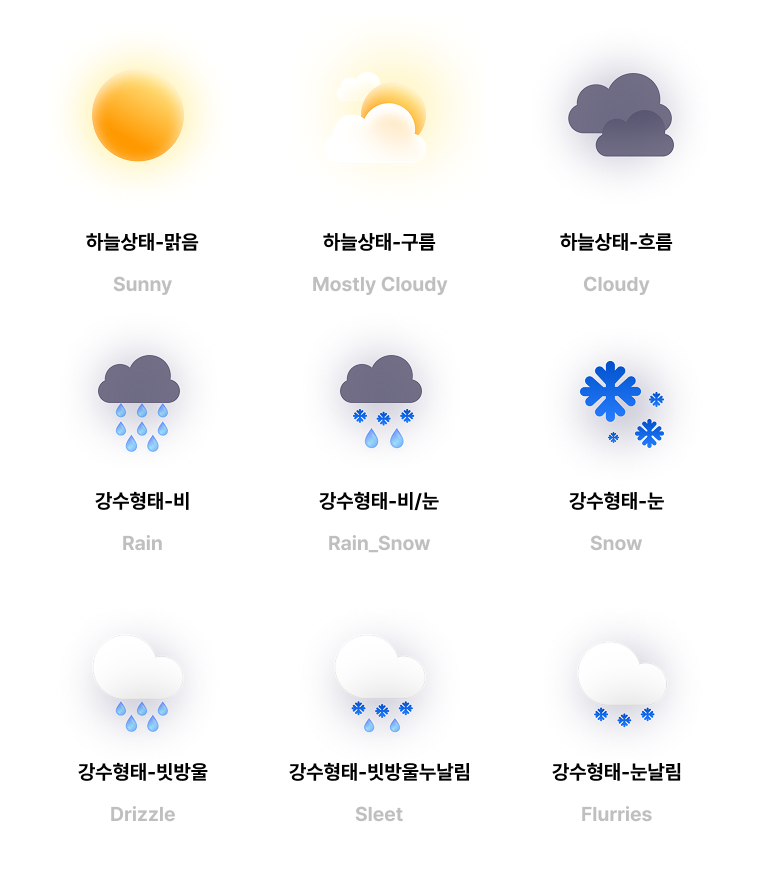 하늘상태-맑음
하늘상태-구름
하늘상태-흐름
Sunny
Mostly Cloudy
Cloudy
강수형태-비
강수형태-비/눈
강수형태-눈
Rain
Rain_Snow
Snow
강수형태-빗방울
강수형태-빗방울누날림
강수형태-눈날림
Drizzle
Sleet
Flurries